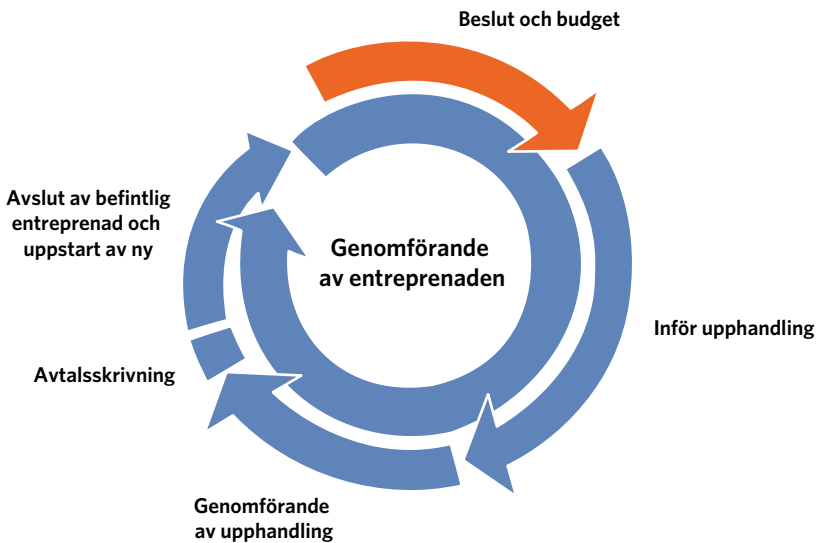 Beslut och budget
Avslut av befintlig
entreprenad och
uppstart av ny
Genomförande
av entreprenaden
Inför upphandling
Avtalsskrivning
Genomförande
av upphandling